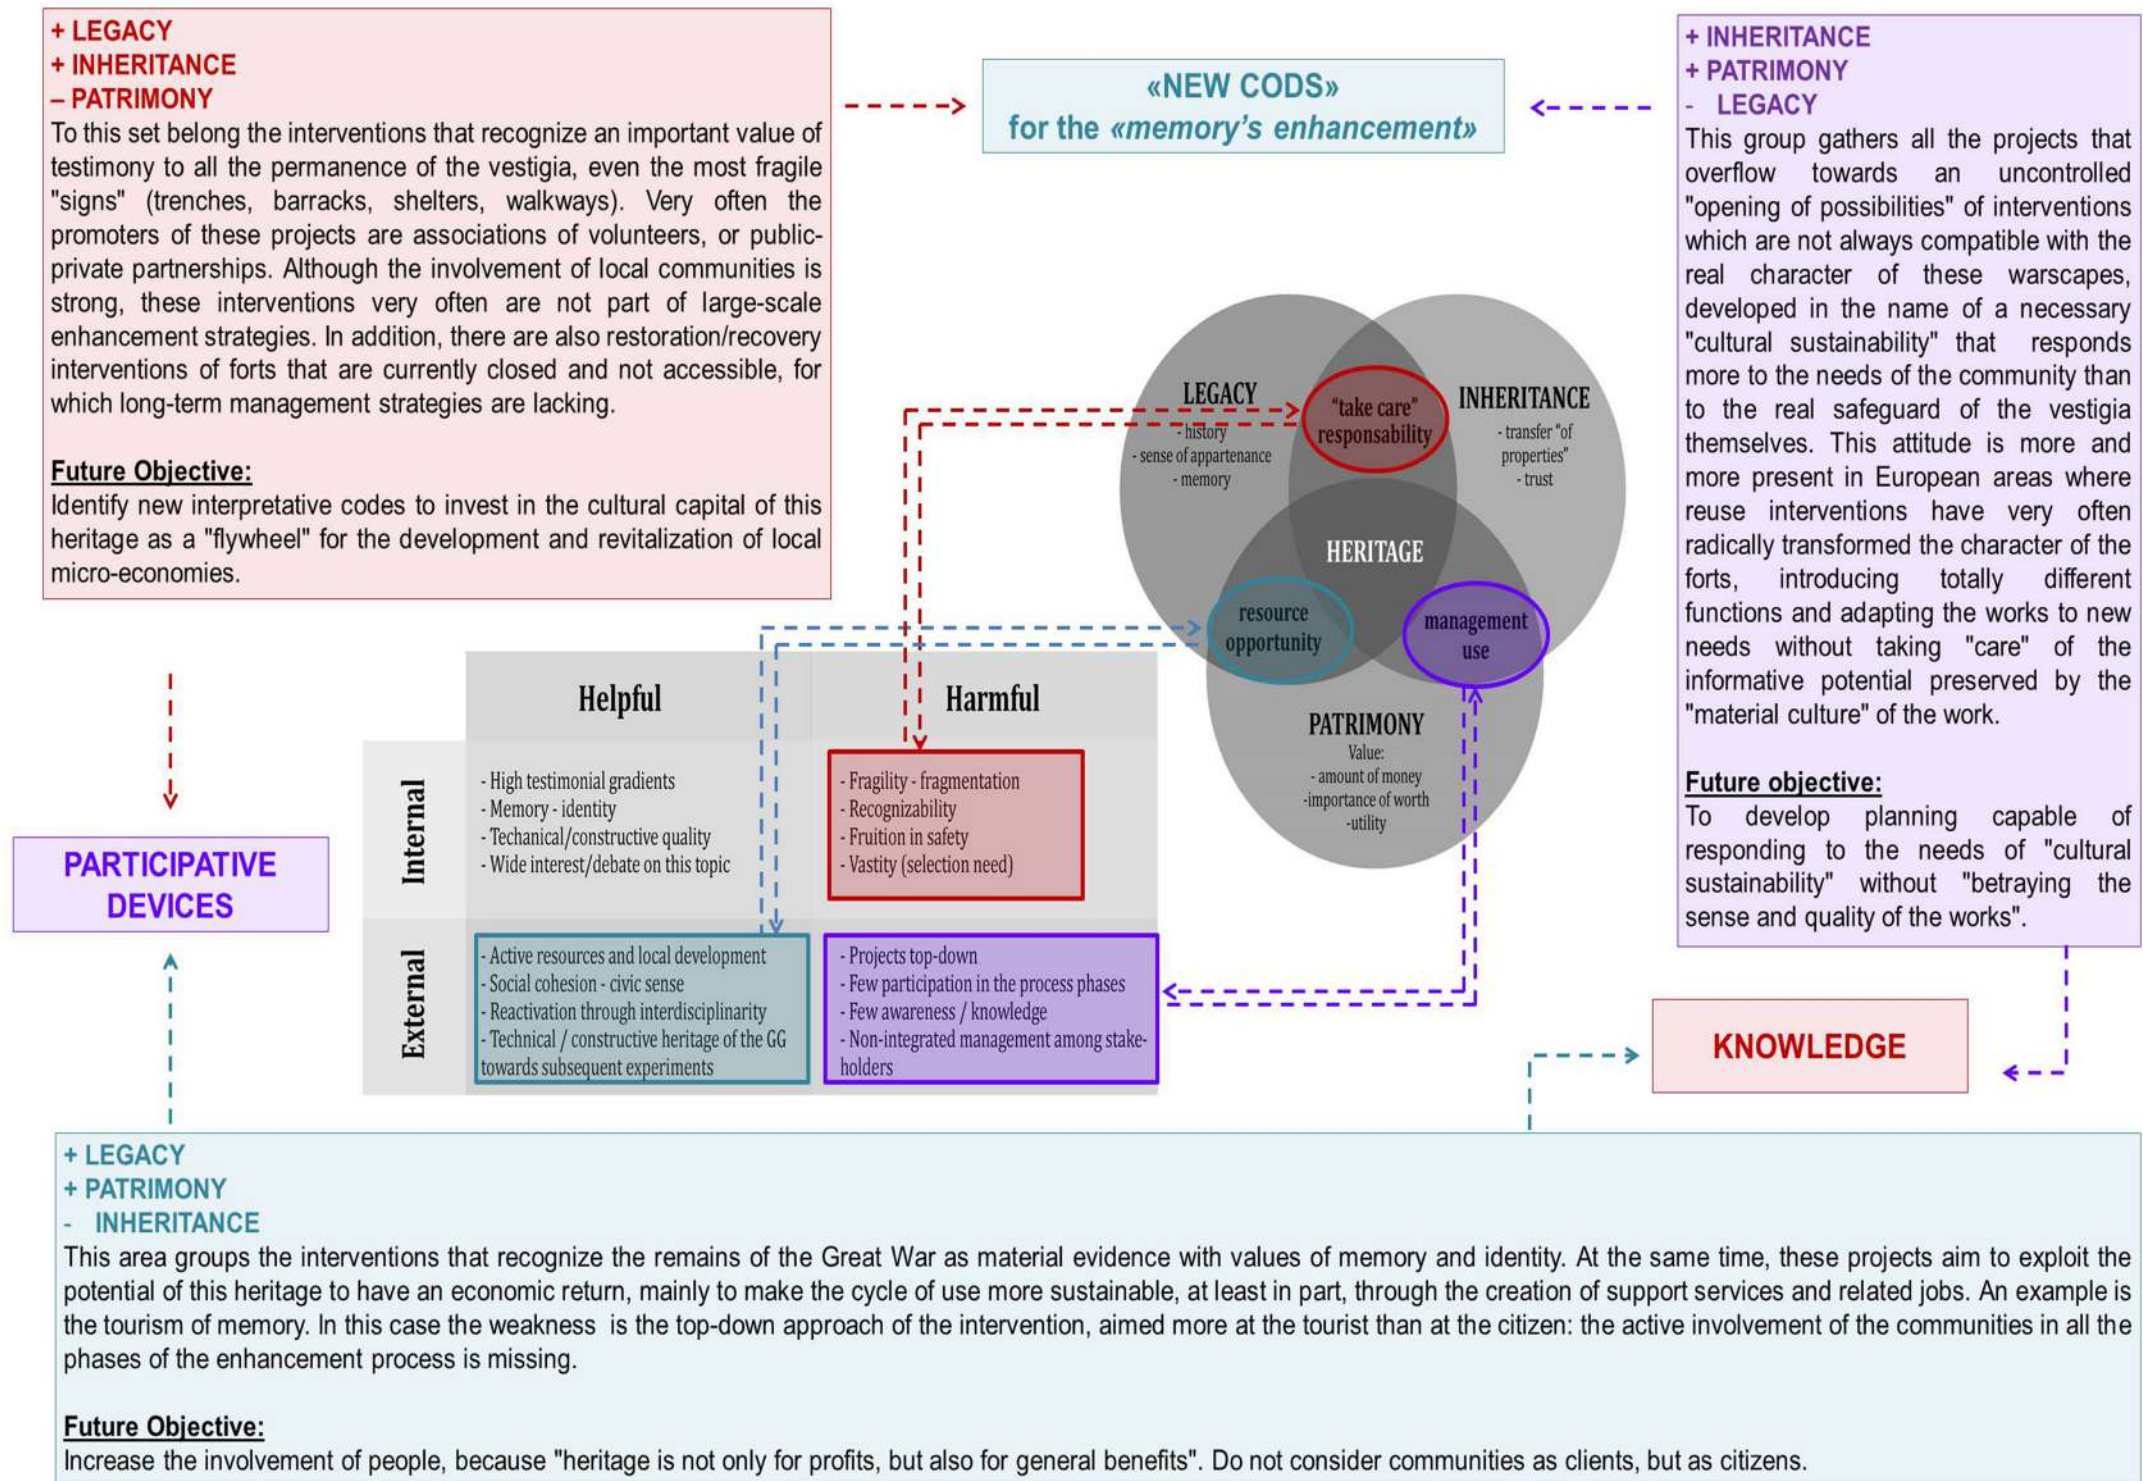 + LEGACY
+ INHERITANCE
– PATRIMONY
To this set belong the interventions that recognize an important value of
testimony to all the permanence of the vestigia, even the most fragile
"signs" (trenches, barracks, shelters, walkways). Very often the
promoters of these projects are associations of volunteers, or public-
private partnerships. Although the involvement of local communities is
strong, these interventions very often are not part of large-scale
enhancement strategies. In addition, there are also restoration/recovery
interventions of forts that are currently closed and not accessible, for
which long-term management strategies are lacking.
Future Objective:
Identify new interpretative codes to invest in the cultural capital of this
heritage as a "flywheel" for the development and revitalization of local
micro-economies.
«NEW CODS»
for the «memory's enhancement»
+ INHERITANCE
+ PATRIMONY
- LEGACY
This group gathers all the projects that
overflow towards an uncontrolled
"opening of possibilities" of interventions
which are not always compatible with the
real character of these warscapes,
developed in the name of a necessary
"cultural sustainability" that responds
more to the needs of the community than
to the real safeguard of the vestigia
themselves. This attitude is more and
more present in European areas where
reuse interventions have very often
radically transformed the character of the
forts, introducing totally different
functions and adapting the works to new
needs without taking "care" of the
informative potential preserved by the
"material culture" of the work.
Future objective:
To develop planning capable of
responding to the needs of "cultural
sustainability" without "betraying the
sense and quality of the works".
LEGACY
- history
- sense of appartenance
- memory
"take care"
responsability
INHERITANCE
- transfer "of
properties"
- trust
HERITAGE
resource
opportunity
management
use
PATRIMONY
Value:
- amount of money
-importance of worth
-utility
Helpful
Harmful
Internal
- High testimonial gradients
- Memory - identity
- Techanical/constructive quality
- Wide interest/debate on this topic
- Fragility - fragmentation
- Recognizability
- Fruition in safety
- Vastity (selection need)
External
- Active resources and local development
- Social cohesion - civic sense
- Reactivation through interdisciplinarity
- Technical / constructive heritage of the GG
towards subsequent experiments
- Projects top-down
- Few participation in the process phases
- Few awareness / knowledge
- Non-integrated management among stake-
holders
PARTICIPATIVE
DEVICES
KNOWLEDGE
+ LEGACY
+ PATRIMONY
- INHERITANCE
This area groups the interventions that recognize the remains of the Great War as material evidence with values of memory and identity. At the same time, these projects aim to exploit the
potential of this heritage to have an economic return, mainly to make the cycle of use more sustainable, at least in part, through the creation of support services and related jobs. An example is
the tourism of memory. In this case the weakness is the top-down approach of the intervention, aimed more at the tourist than at the citizen: the active involvement of the communities in all the
phases of the enhancement process is missing.
Future Objective:
Increase the involvement of people, because "heritage is not only for profits, but also for general benefits". Do not consider communities as clients, but as citizens.